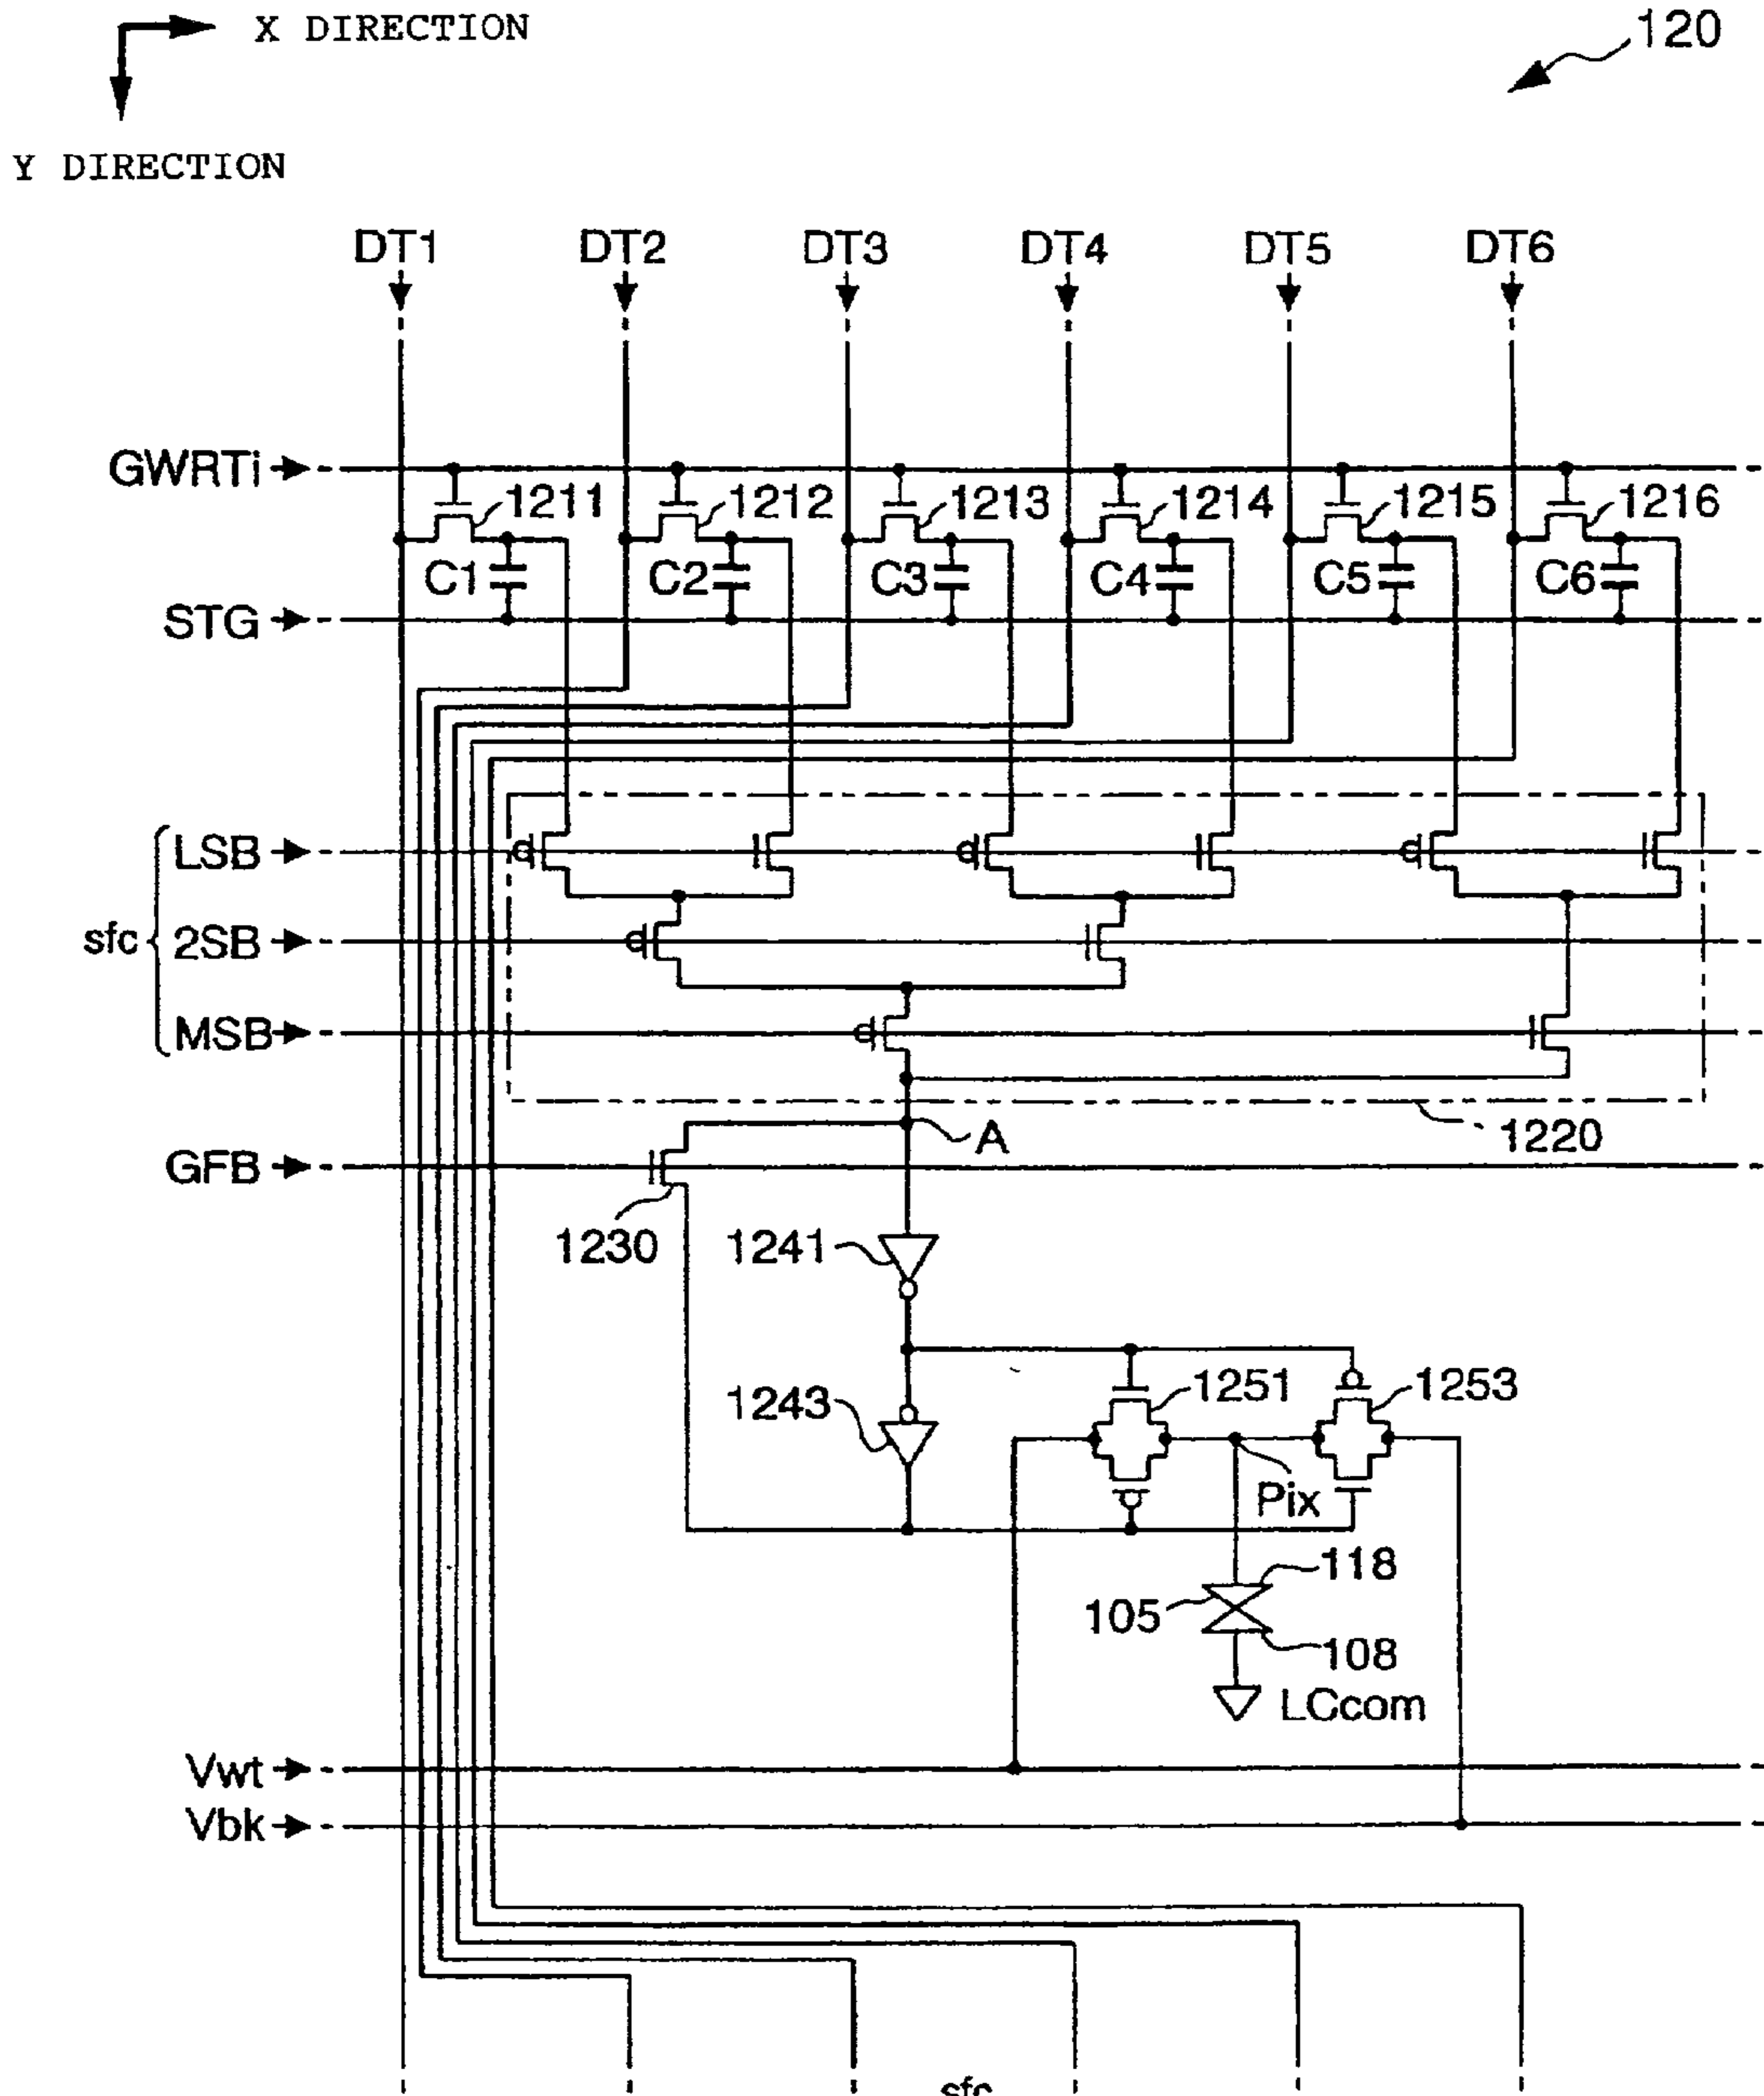 X DIRECTION
120
Y DIRECTION
DT1 DT2 DT3 DT4 DT5 DT6
GWRTi
1211 1212 1213 1214 1215 1216
C1 C2 C3 C4 C5 C6
STG
LSB
sfc 2SB
MSB
A
1220
GFB
1230
1241
1251 1253
1243
Pix
118
105
108
LCcom
Vwt
Vbk
sfc